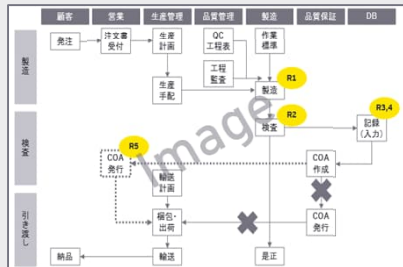 顧客 営業 生産管理 品質管理 製造 品質保証 DB
製造
発注
注文書
受付
生産
計画
QC
工程表
作業
標準
工程
監査
生産
手配
製造
R1
検査
R2
検査
R3,4
記録
(入力)
R5
COA
発行
輸送
計画
COA
作成
引き渡し
梱包・
出荷
COA
発行
納品
輸送
是正
Image